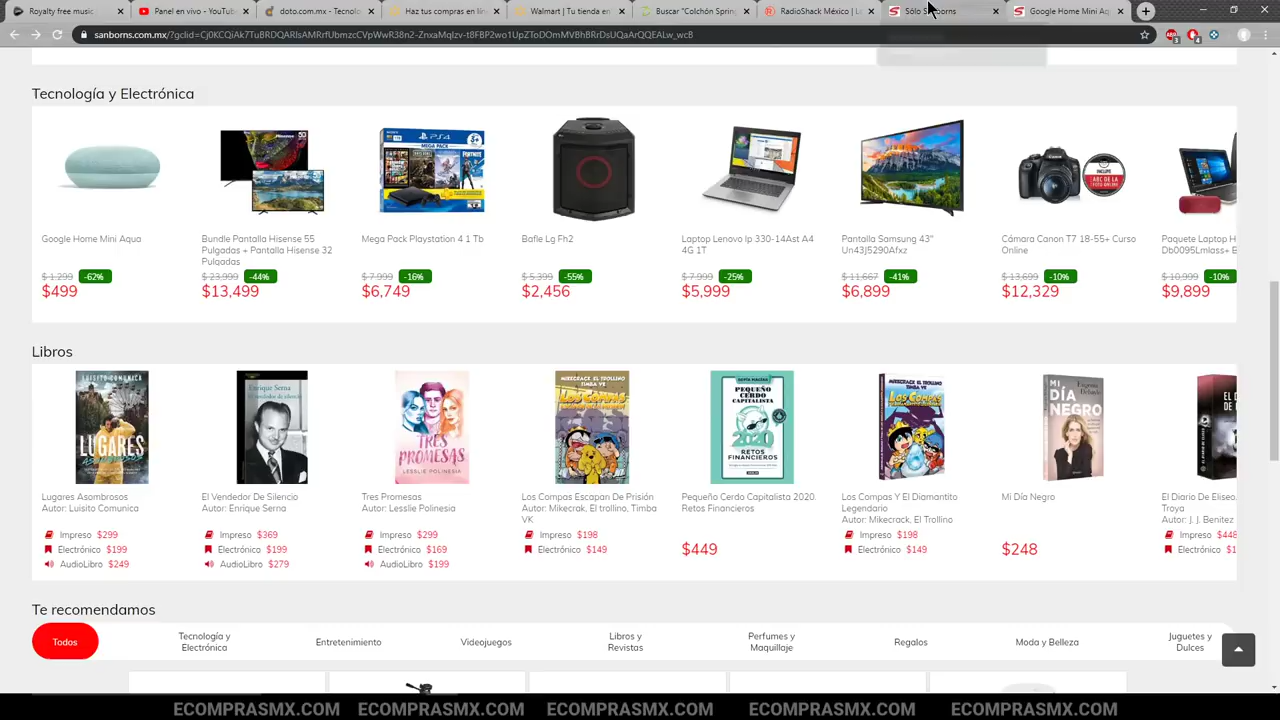 Royalty free music
Panel en vivo - YouTub
doto.com.mx - Tecnolo
Haz tus compras en lín
Walmart | Tu tienda en
Buscar "Colchón Spring
RadioShack México | La
Sólo Sanborns
Google Home Mini Aq
sanborns.com.mx/?gclid=Cj0KCQiAk7TuBRDQARIsAMRrfUbmzcCVpWwR38n2-ZnxaMqIzv-t8FBP2wo1UpZToDOmMVBhBRrDsUQaArQQEALw_wcB
Tecnología y Electrónica
Google Home Mini Aqua
$ 1,299 -62%
$499
Bundle Pantalla Hisense 55
Pulgadas + Pantalla Hisense 32
Pulgadas
$ 23,999 -44%
$13,499
Mega Pack Playstation 4 1 Tb
$ 7,999 -16%
$6,749
Bafle Lg Fh2
$ 5,399 -55%
$2,456
Laptop Lenovo Ip 330-14Ast A4
4G 1T
$ 7,999 -25%
$5,999
Pantalla Samsung 43"
Un43J5290Afxz
$ 11,667 -41%
$6,899
Cámara Canon T7 18-55+ Curso
Online
$ 13,699 -10%
$12,329
Paquete Laptop H
Db0095Lmlass+ B
$ 10,999 -10%
$9,899
Libros
Lugares Asombrosos
Autor: Luisito Comunica
Impreso $299
Electrónico $199
AudioLibro $249
El Vendedor De Silencio
Autor: Enrique Serna
Impreso $369
Electrónico $199
AudioLibro $279
Tres Promesas
Autor: Lesslie Polinesia
Impreso $299
Electrónico $169
AudioLibro $199
Los Compas Escapan De Prisión
Autor: Mikecrak, El trollino, Timba
VK
Impreso $198
Electrónico $149
Pequeño Cerdo Capitalista 2020.
Retos Financieros
$449
Los Compas Y El Diamantito
Legendario
Autor: Mikecrak, El Trollino
Impreso $198
Electrónico $149
Mi Día Negro
$248
El Diario De Eliseo.
Troya
Autor: J. J. Benitez
Impreso $448
Electrónico $1
Te recomendamos
Todos
Tecnología y
Electrónica
Entretenimiento
Videojuegos
Libros y
Revistas
Perfumes y
Maquillaje
Regalos
Moda y Belleza
Juguetes y
Dulces
ECOMPRASMX.COM ECOMPRASMX.COM ECOMPRASMX.COM ECOMPRASMX.COM ECOMPRASMX.COM